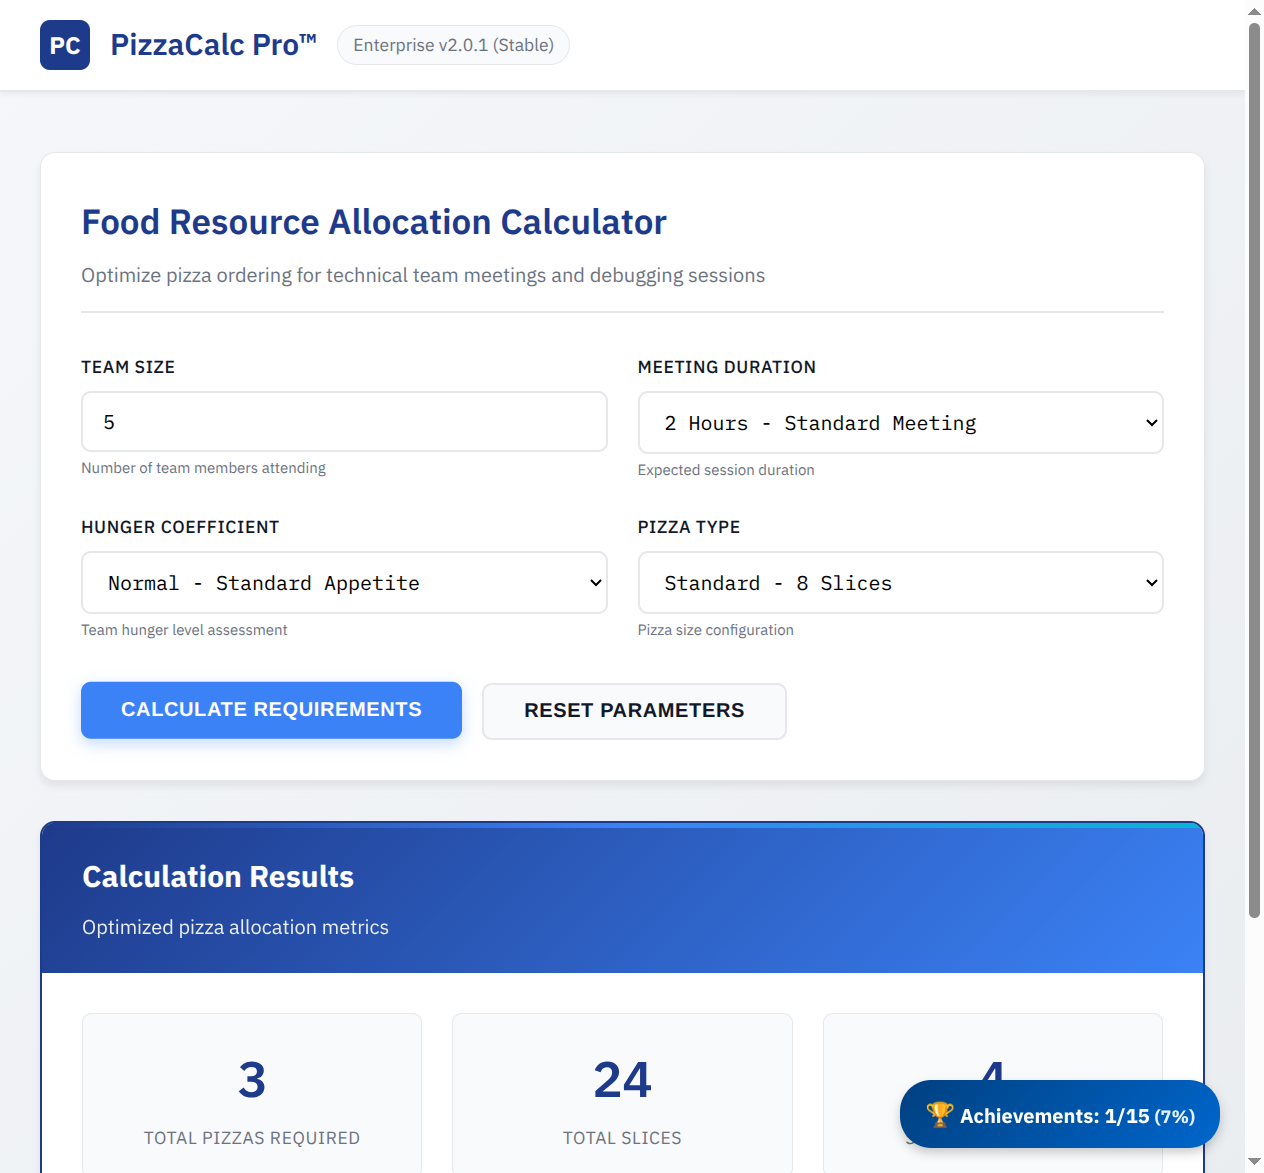 PC
PizzaCalc Pro™
Enterprise v2.0.1 (Stable)
Food Resource Allocation Calculator
Optimize pizza ordering for technical team meetings and debugging sessions
TEAM SIZE
5
Number of team members attending
MEETING DURATION
2 Hours - Standard Meeting
Expected session duration
HUNGER COEFFICIENT
Normal - Standard Appetite
Team hunger level assessment
PIZZA TYPE
Standard - 8 Slices
Pizza size configuration
CALCULATE REQUIREMENTS
RESET PARAMETERS
Calculation Results
Optimized pizza allocation metrics
3
TOTAL PIZZAS REQUIRED
24
TOTAL SLICES
4
🏆 Achievements: 1/15 (7%)